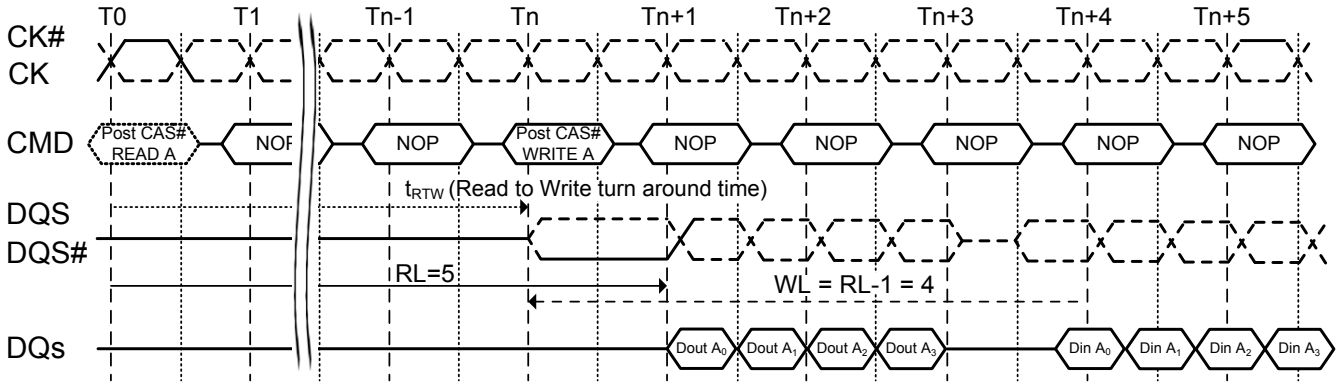 T0 T1 Tn-1 Tn Tn+1 Tn+2 Tn+3 Tn+4 Tn+5
CK#
CK
CMD
Post CAS#
READ A
NOP
NOP
Post CAS#
WRITE A
NOP
NOP
NOP
NOP
NOP
tRTW (Read to Write turn around time)
DQS
DQS#
RL=5
WL = RL-1 = 4
DQs
Dout A0 Dout A1 Dout A2 Dout A3 Din A0 Din A1 Din A2 Din A3